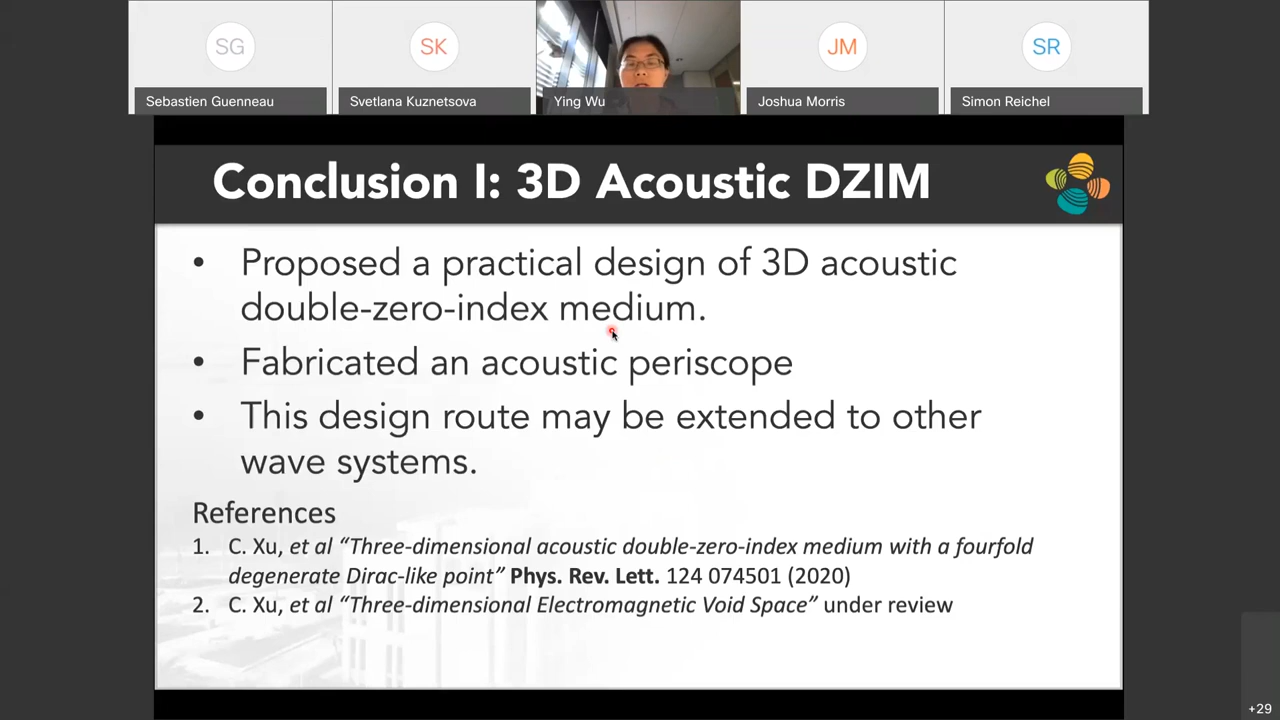 SG
SK
JM
SR
Sebastien Guenneau
Svetlana Kuznetsova
Ying Wu
Joshua Morris
Simon Reichel
Conclusion I: 3D Acoustic DZIM
• Proposed a practical design of 3D acoustic
double-zero-index medium.
• Fabricated an acoustic periscope
• This design route may be extended to other
wave systems.
References
1. C. Xu, et al “Three-dimensional acoustic double-zero-index medium with a fourfold
degenerate Dirac-like point” Phys. Rev. Lett. 124 074501 (2020)
2. C. Xu, et al “Three-dimensional Electromagnetic Void Space” under review
+29